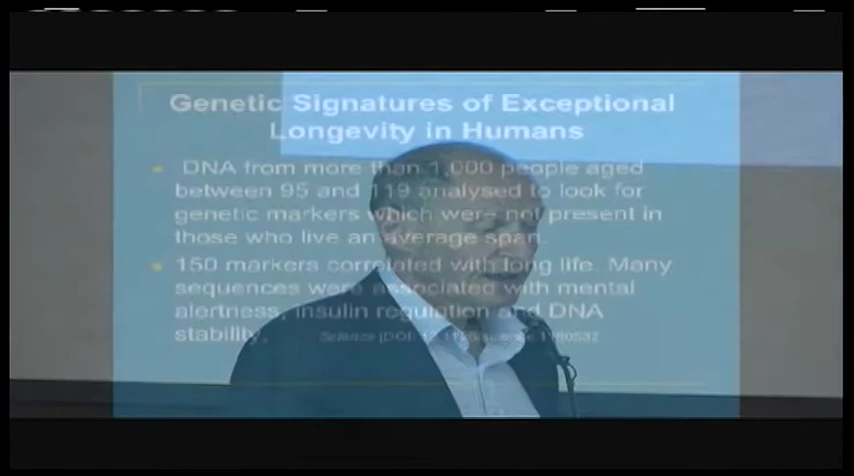 Genetic Signatures of Exceptional
Longevity in Humans
DNA from more than 1,000 people aged
between 95 and 119 analysed to look for
genetic markers which were not present in
those who live an average span.
150 markers correlated with long life. Many
sequences were associated with mental
alertness, insulin regulation and DNA
stability.
Science [DOI: